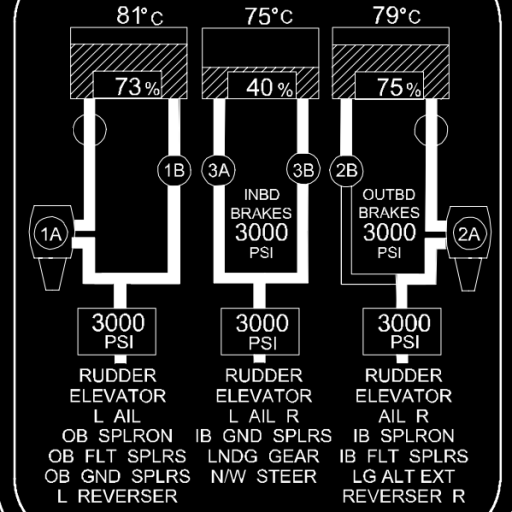 81°C 75°C 79°C
73% 40% 75%
1B 3A 3B 2B
INBD OUTBD
BRAKES BRAKES
1A 3000 3000 2A
PSI PSI
3000 3000 3000
PSI PSI PSI
RUDDER RUDDER RUDDER
ELEVATOR ELEVATOR ELEVATOR
L AIL L AIL R AIL R
OB SPLRON IB GND SPLRS IB SPLRON
OB FLT SPLRS LNDG GEAR IB FLT SPLRS
OB GND SPLRS N/W STEER LG ALT EXT
L REVERSER REVERSER R